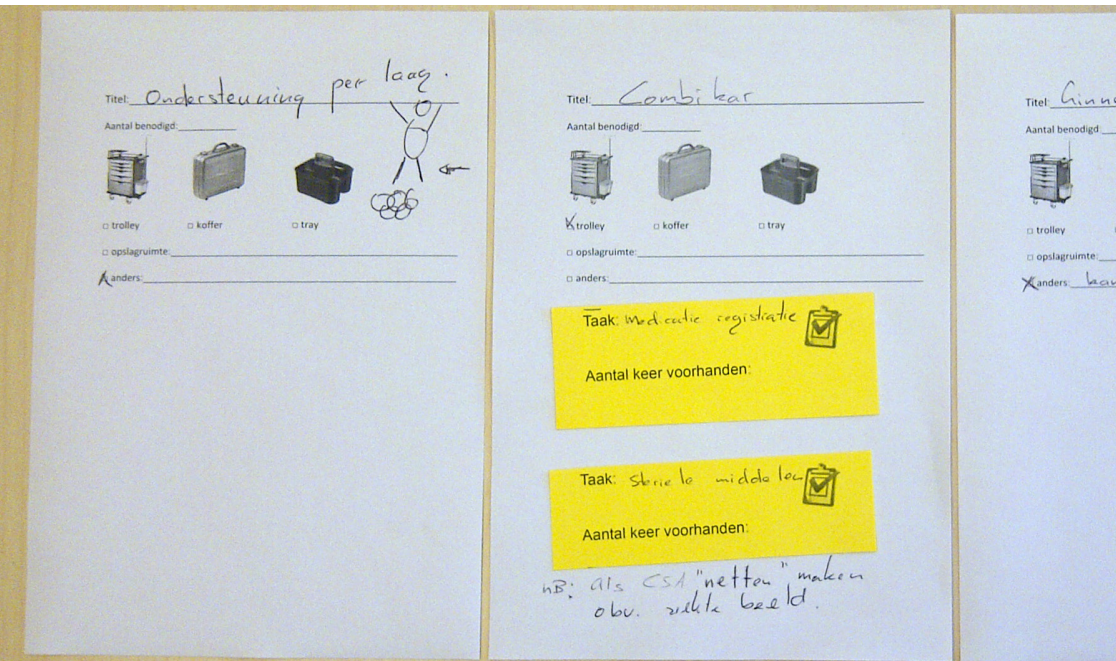 Titel: Ondersteuning per laag.
Aantal benodigd:
trolley koffer tray
opslagruimte:
anders:
Titel: Combi kar
Aantal benodigd:
trolley koffer tray
opslagruimte:
anders:
Taak: Medicatie registratie
Aantal keer voorhanden:
Taak: Steriele middelen
Aantal keer voorhanden:
nB: als CSA "netten" maken
obv. ziekte beeld.
Titel:
Aantal benodigd
trolley
opslagruimte:
anders: